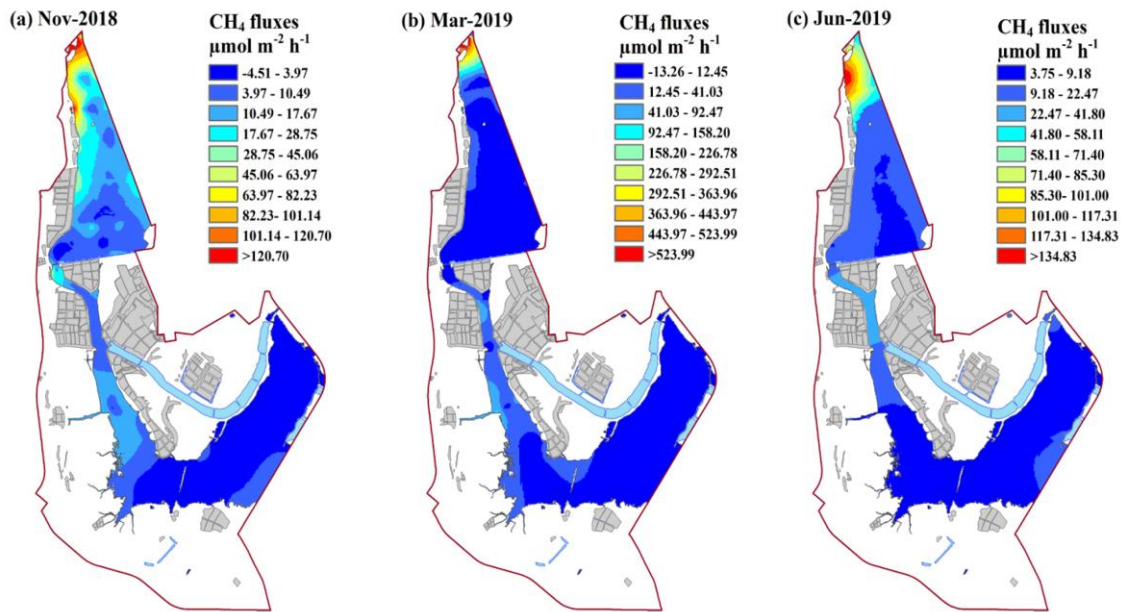 (a) Nov-2018
CH₄ fluxes
µmol m⁻² h⁻¹
-4.51 - 3.97
3.97 - 10.49
10.49 - 17.67
17.67 - 28.75
28.75 - 45.06
45.06 - 63.97
63.97 - 82.23
82.23- 101.14
101.14 - 120.70
>120.70
(b) Mar-2019
CH₄ fluxes
µmol m⁻² h⁻¹
-13.26 - 12.45
12.45 - 41.03
41.03 - 92.47
92.47 - 158.20
158.20 - 226.78
226.78 - 292.51
292.51 - 363.96
363.96 - 443.97
443.97 - 523.99
>523.99
(c) Jun-2019
CH₄ fluxes
µmol m⁻² h⁻¹
3.75 - 9.18
9.18 - 22.47
22.47 - 41.80
41.80 - 58.11
58.11 - 71.40
71.40 - 85.30
85.30- 101.00
101.00 - 117.31
117.31 - 134.83
>134.83